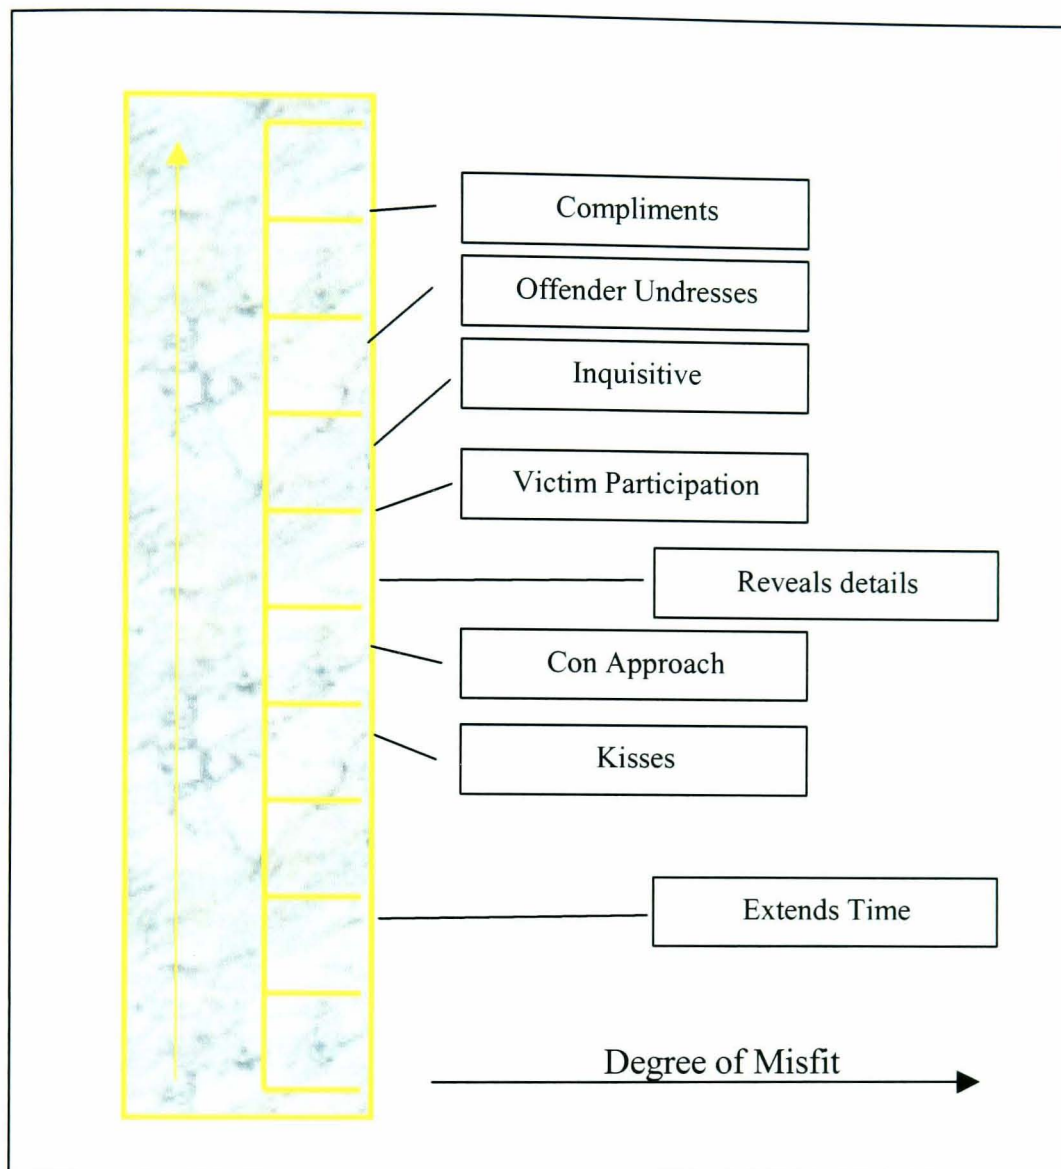 Compliments
Offender Undresses
Inquisitive
Victim Participation
Reveals details
Con Approach
Kisses
Extends Time
Degree of Misfit